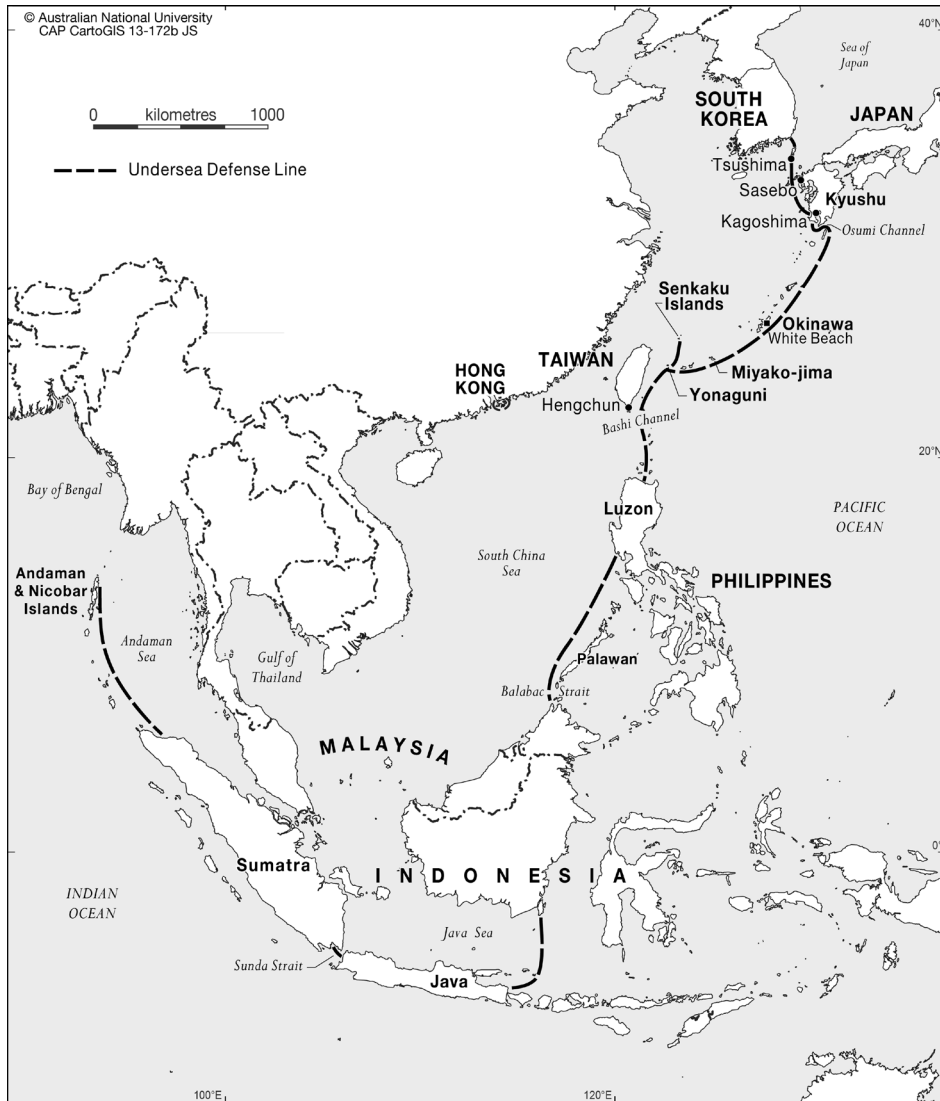 © Australian National University
CAP CartoGIS 13-172b JS
40°N
Sea of
Japan
0 kilometres 1000
SOUTH
KOREA
JAPAN
Undersea Defense Line
Tsushima
Sasebo
Kyushu
Kagoshima
Osumi Channel
Senkaku
Islands
Okinawa
White Beach
TAIWAN
HONG
KONG
Miyako-jima
Yonaguni
Hengchun
Bashi Channel
20°N
Bay of Bengal
Luzon
PACIFIC
OCEAN
South China
Sea
Andaman
& Nicobar
Islands
PHILIPPINES
Andaman
Sea
Gulf of
Thailand
Palawan
Balabac Strait
MALAYSIA
0°
Sumatra
INDONESIA
INDIAN
OCEAN
Java Sea
Sunda Strait
Java
100°E
120°E